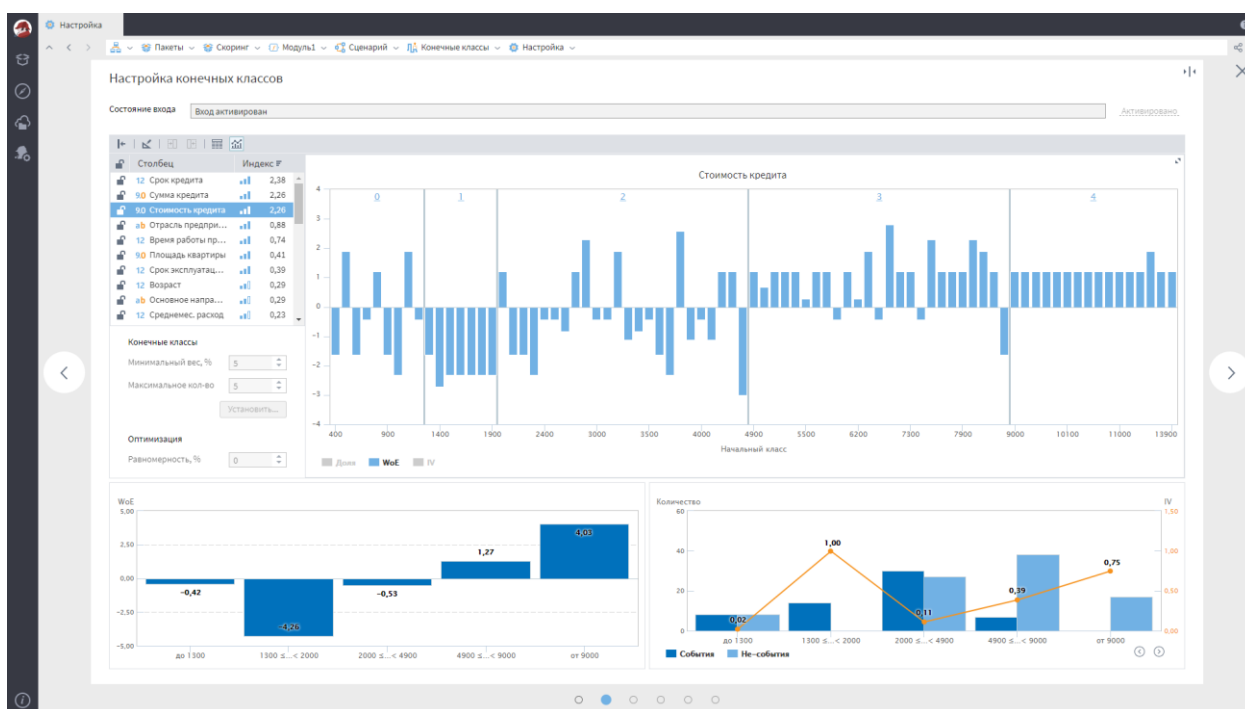 Настройка
Пакеты Скоринг Модуль1 Сценарий Конечные классы Настройка
Настройка конечных классов
Состояние входа Вход активирован Активировано
Столбец Индекс
12 Срок кредита 2,38
9.0 Сумма кредита 2,26
9.0 Стоимость кредита 2,26
ab Отрасль предпри... 0,88
12 Время работы пр... 0,74
9.0 Площадь квартиры 0,41
12 Срок эксплуатац... 0,39
12 Возраст 0,29
ab Основное напра... 0,29
12 Среднемес. расход 0,23
Конечные классы
Минимальный вес, % 5
Максимальное кол-во 5
Установить...
Оптимизация
Равномерность, % 0
Стоимость кредита
0 1 2 3 4
4
3
2
1
0
-1
-2
-3
-4
400 900 1400 1900 2400 3000 3500 4000 4900 5500 6200 7300 7900 9000 10100 11000 13900
Начальный класс
Доля WoE IV
WoE
5,00
2,50
0,00
-2,50
-5,00
-0,42 -4,26 -0,53 1,27 4,03
до 1300 1300 ≤...< 2000 2000 ≤...< 4900 4900 ≤...< 9000 от 9000
Количество IV
60 1,50
40 1,00
20 0,50
0 0,00
0,02 1,00 0,11 0,39 0,75
до 1300 1300 ≤...< 2000 2000 ≤...< 4900 4900 ≤...< 9000 от 9000
События Не-события